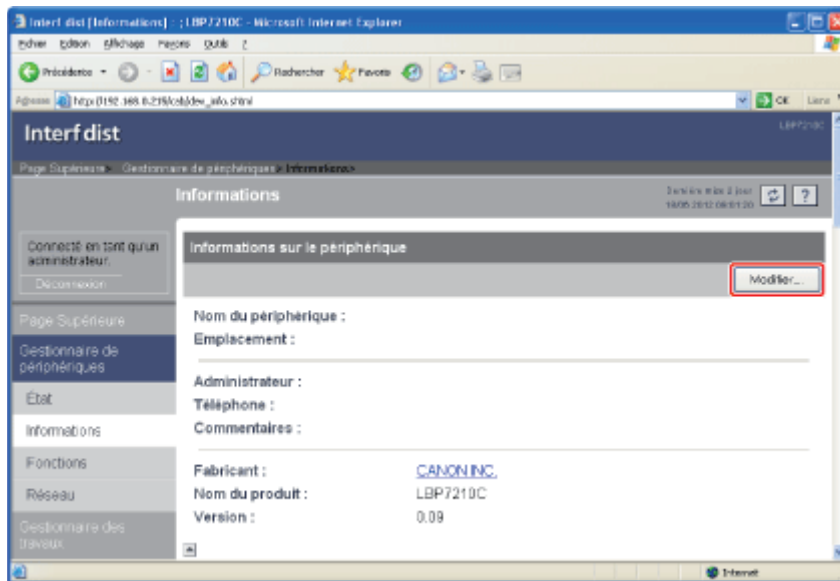 Interf dist [Informations] : ; LBP7210C - Microsoft Internet Explorer
Fichier Edition Affichage Favoris Outils ?
Précédente Rechercher Favoris
Adresse OK Liens
Interf dist
LBP7210C
Page Supérieure > Gestionnaire de périphériques > Informations >
Informations
Dernière mise à jour
?
Connecté en tant qu'un
administrateur.
Déconnexion
Informations sur le périphérique
Modifier...
Page Supérieure
Gestionnaire de
périphériques
État
Informations
Fonctions
Réseau
Gestionnaire des
travaux
Nom du périphérique :
Emplacement :
Administrateur :
Téléphone :
Commentaires :
Fabricant : CANON INC.
Nom du produit : LBP7210C
Version : 0.09
Internet